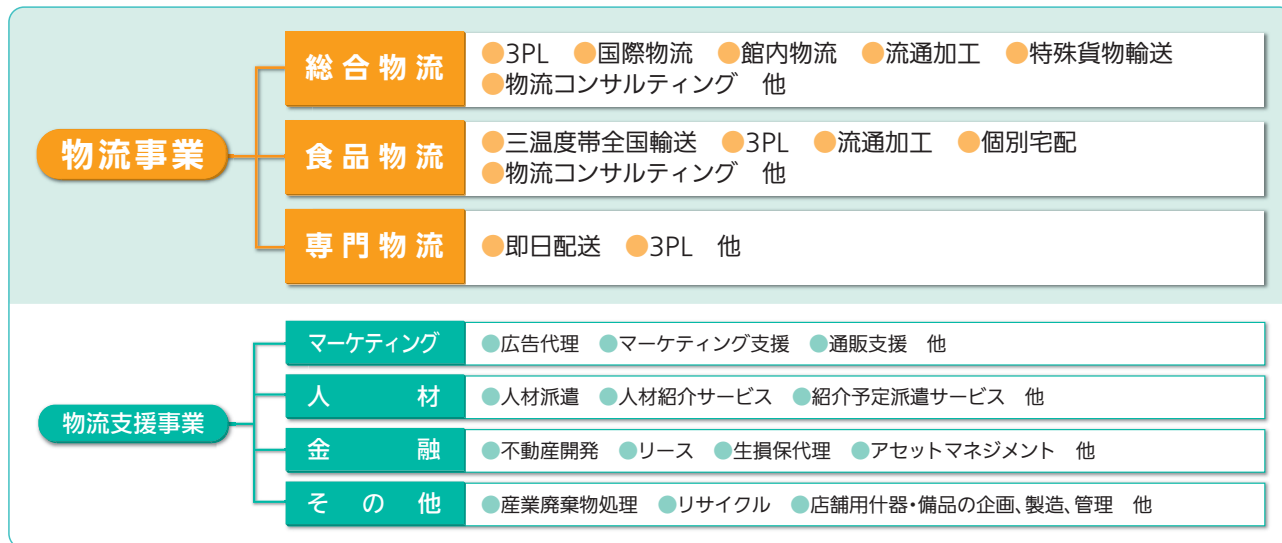 物流事業
総合物流
●3PL ●国際物流 ●館内物流 ●流通加工 ●特殊貨物輸送
●物流コンサルティング 他
食品物流
●三温度帯全国輸送 ●3PL ●流通加工 ●個別宅配
●物流コンサルティング 他
専門物流
●即日配送 ●3PL 他
物流支援事業
マーケティング
●広告代理 ●マーケティング支援 ●通販支援 他
人材
●人材派遣 ●人材紹介サービス ●紹介予定派遣サービス 他
金融
●不動産開発 ●リース ●生損保代理 ●アセットマネジメント 他
その他
●産業廃棄物処理 ●リサイクル ●店舗用什器・備品の企画、製造、管理 他